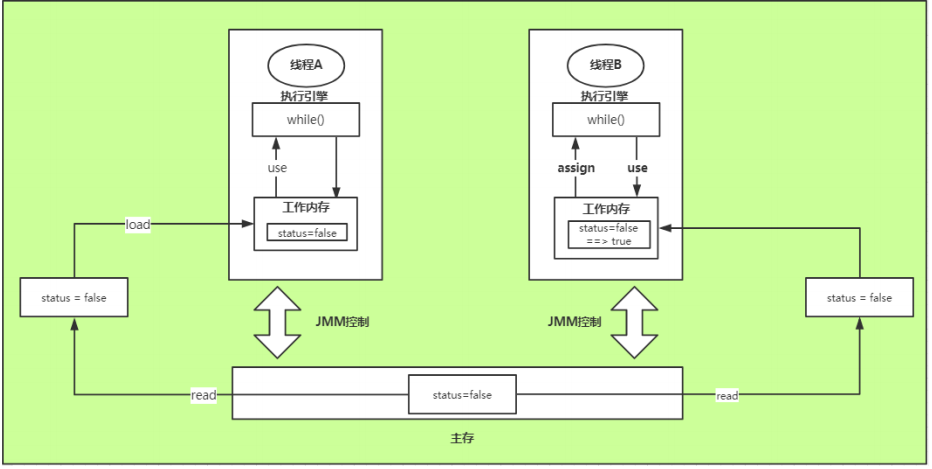 线程A
执行引擎
while()
use
工作内存
status=false
线程B
执行引擎
while()
assign
use
工作内存
status=false
==> true
load
status = false
status = false
JMM控制
JMM控制
read
status=false
read
主存